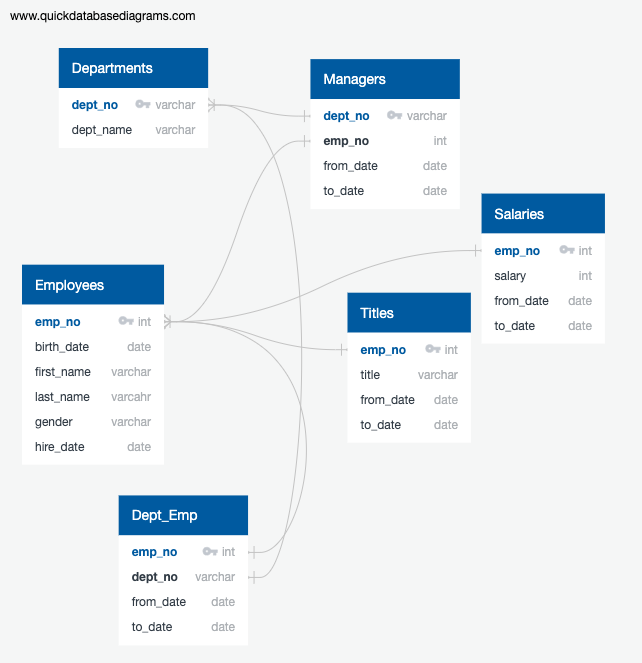 www.quickdatabasediagrams.com
Departments
dept_no varchar
dept_name varchar
Managers
dept_no varchar
emp_no int
from_date date
to_date date
Salaries
emp_no int
salary int
from_date date
to_date date
Employees
emp_no int
birth_date date
first_name varchar
last_name varcahr
gender varchar
hire_date date
Titles
emp_no int
title varchar
from_date date
to_date date
Dept_Emp
emp_no int
dept_no varchar
from_date date
to_date date